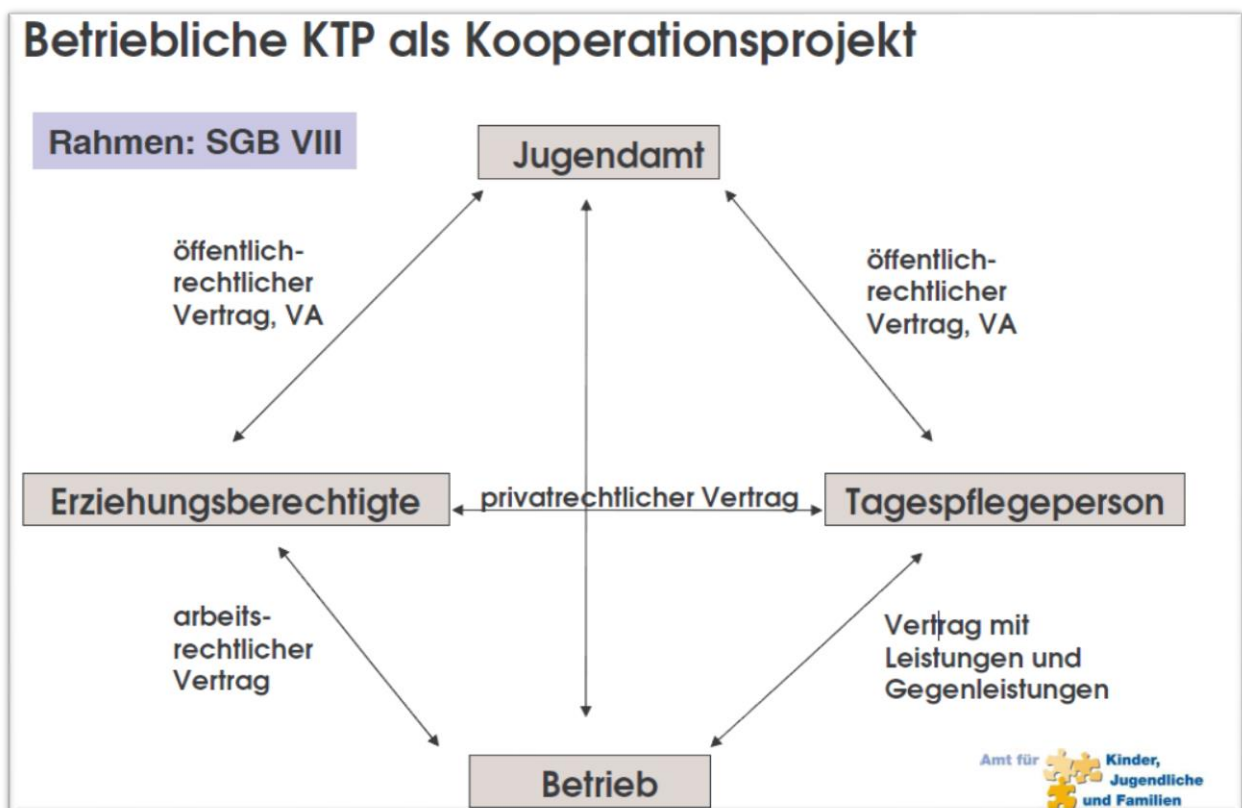 Betriebliche KTP als Kooperationsprojekt
Rahmen: SGB VIII
Jugendamt
öffentlich-
rechtlicher
Vertrag, VA
öffentlich-
rechtlicher
Vertrag, VA
Erziehungsberechtigte
privatrechtlicher Vertrag
Tagespflegeperson
arbeits-
rechtlicher
Vertrag
Vertrag mit
Leistungen und
Gegenleistungen
Betrieb
Amt für Kinder,
Jugendliche
und Familien